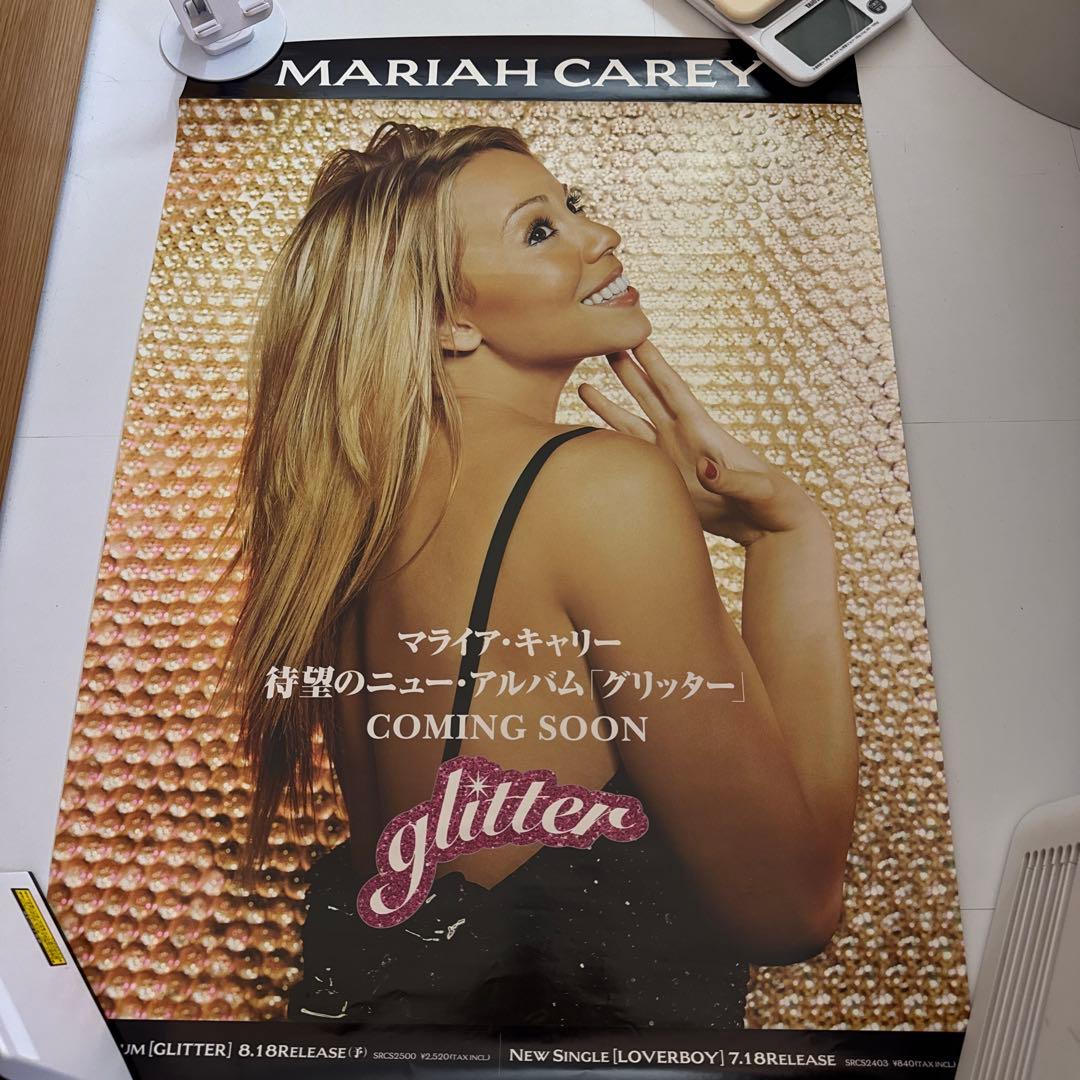 MARIAH CAREY
マライア・キャリー
待望のニュー・アルバム「グリッター」
COMING SOON
glitter
UM [GLITTER] 8.18RELEASE SRCS2500 ¥2,520(TAX INCL.) NEW SINGLE [LOVERBOY] 7.18RELEASE SRCS2403 ¥840(TAX INCL.)